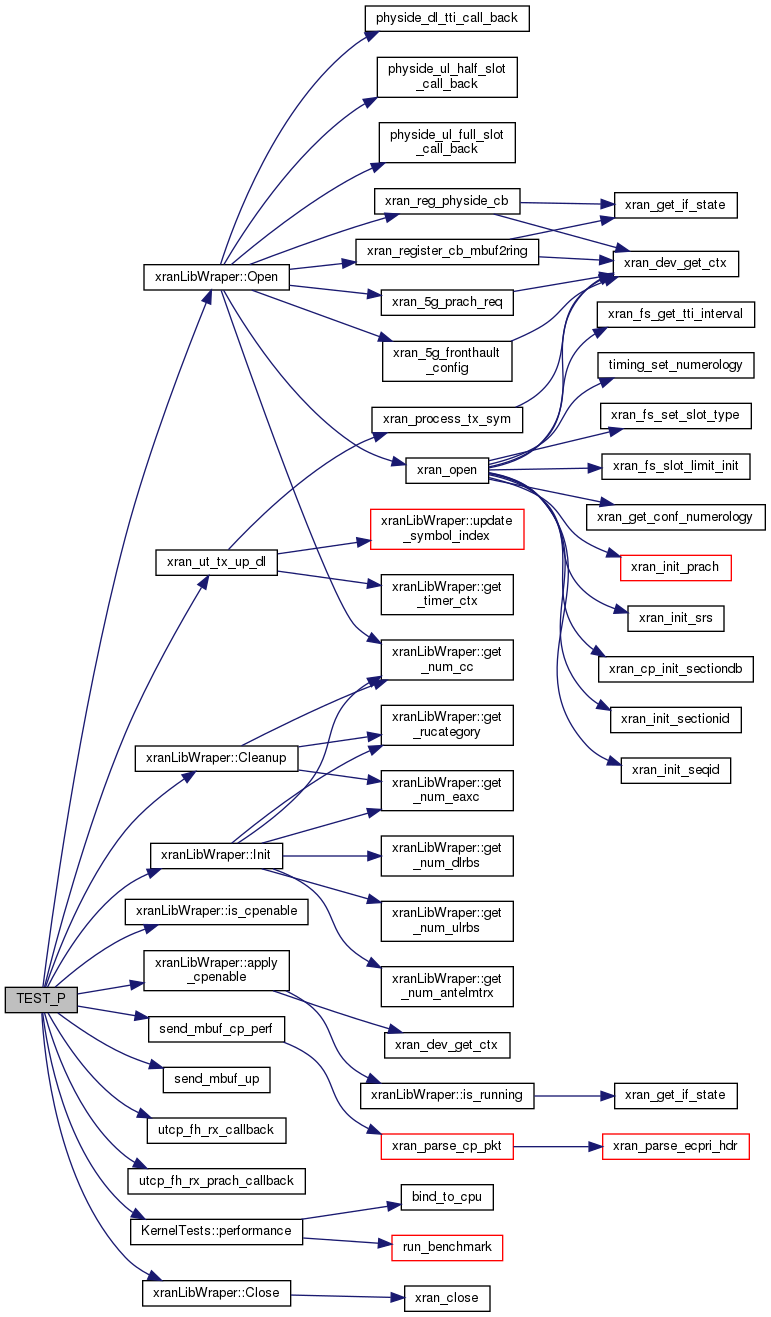 physide_dl_tti_call_back
physide_ul_half_slot
_call_back
physide_ul_full_slot
_call_back
xran_reg_physide_cb
xran_get_if_state
xran_register_cb_mbuf2ring
xran_dev_get_ctx
xranLibWraper::Open
xran_5g_prach_req
xran_fs_get_tti_interval
xran_5g_fronthault
_config
timing_set_numerology
xran_process_tx_sym
xran_fs_set_slot_type
xran_open
xran_fs_slot_limit_init
xran_get_conf_numerology
xranLibWraper::update
_symbol_index
xran_ut_tx_up_dl
xran_init_prach
xranLibWraper::get
_timer_ctx
xran_init_srs
xranLibWraper::get
_num_cc
xran_cp_init_sectiondb
xranLibWraper::get
_rucategory
xran_init_sectionid
xranLibWraper::Cleanup
xran_init_seqid
xranLibWraper::get
_num_eaxc
xranLibWraper::Init
xranLibWraper::get
_num_dlrbs
xranLibWraper::is_cpenable
xranLibWraper::get
_num_ulrbs
xranLibWraper::apply
_cpenable
xranLibWraper::get
_num_antelmtrx
TEST_P
send_mbuf_cp_perf
xran_dev_get_ctx
send_mbuf_up
xranLibWraper::is_running
xran_get_if_state
utcp_fh_rx_callback
xran_parse_cp_pkt
xran_parse_ecpri_hdr
utcp_fh_rx_prach_callback
bind_to_cpu
KernelTests::performance
run_benchmark
xranLibWraper::Close
xran_close